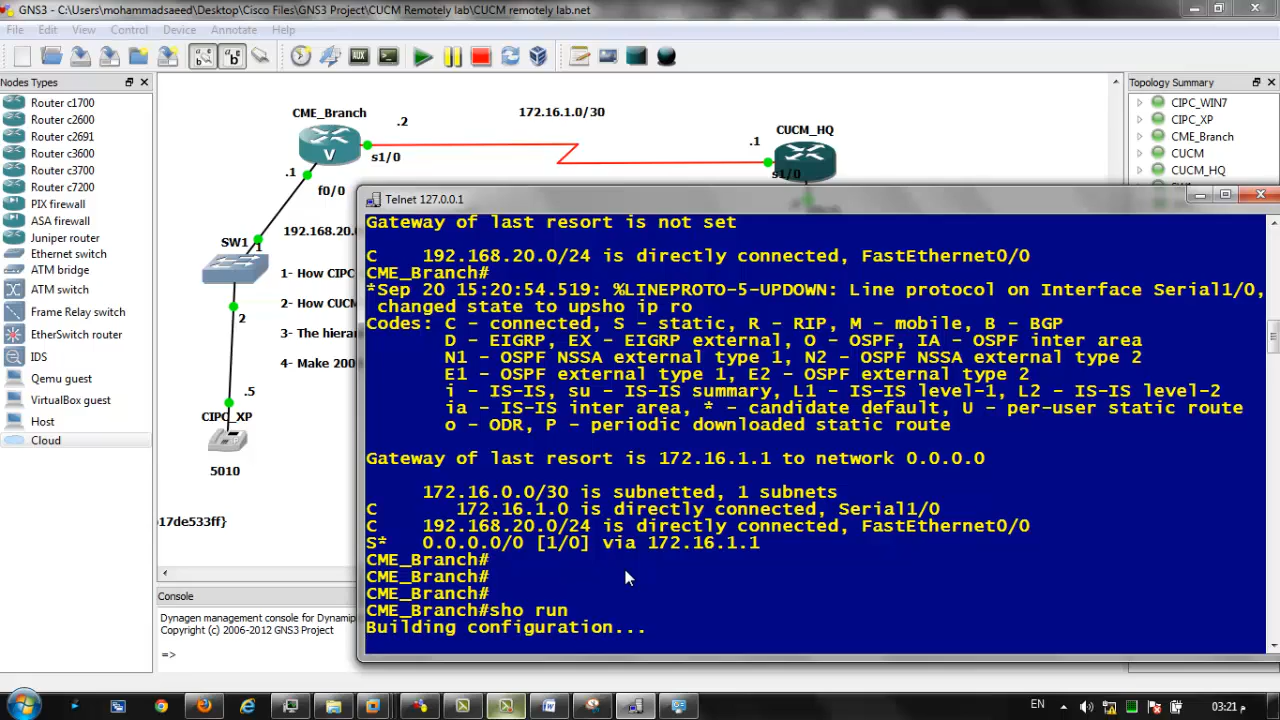 GNS3 - C:\Users\mohammadsaeed\Desktop\Cisco Files\GNS3 Project\CUCM Remotely lab\CUCM remotely lab.net
File Edit View Control Device Annotate Help
Nodes Types
Router c1700
Router c2600
Router c2691
Router c3600
Router c3700
Router c7200
PIX firewall
ASA firewall
Juniper router
Ethernet switch
ATM bridge
ATM switch
Frame Relay switch
EtherSwitch router
IDS
Qemu guest
VirtualBox guest
Host
Cloud
CME_Branch
.2
172.16.1.0/30
CUCM_HQ
V
s1/0
.1
s1/0
.1
f0/0
SW1
1
192.168.20.0
1- How CIPC
2- How CUCM
2
3- The hierar
4- Make 200
.5
CIPC_XP
5010
17de533ff}
Topology Summary
CIPC_WIN7
CIPC_XP
CME_Branch
CUCM
CUCM_HQ
Telnet 127.0.0.1
Gateway of last resort is not set
C 192.168.20.0/24 is directly connected, FastEthernet0/0
CME_Branch#
*Sep 20 15:20:54.519: %LINEPROTO-5-UPDOWN: Line protocol on Interface Serial1/0,
changed state to upsho ip ro
Codes: C - connected, S - static, R - RIP, M - mobile, B - BGP
D - EIGRP, EX - EIGRP external, O - OSPF, IA - OSPF inter area
N1 - OSPF NSSA external type 1, N2 - OSPF NSSA external type 2
E1 - OSPF external type 1, E2 - OSPF external type 2
i - IS-IS, su - IS-IS summary, L1 - IS-IS level-1, L2 - IS-IS level-2
ia - IS-IS inter area, * - candidate default, U - per-user static route
o - ODR, P - periodic downloaded static route
Gateway of last resort is 172.16.1.1 to network 0.0.0.0
172.16.0.0/30 is subnetted, 1 subnets
C 172.16.1.0 is directly connected, Serial1/0
C 192.168.20.0/24 is directly connected, FastEthernet0/0
S* 0.0.0.0/0 [1/0] via 172.16.1.1
CME_Branch#
CME_Branch#
CME_Branch#
CME_Branch#sho run
Building configuration...
Console
Dynagen management console for Dynamip
Copyright (c) 2006-2012 GNS3 Project
=>
EN
03:21 م